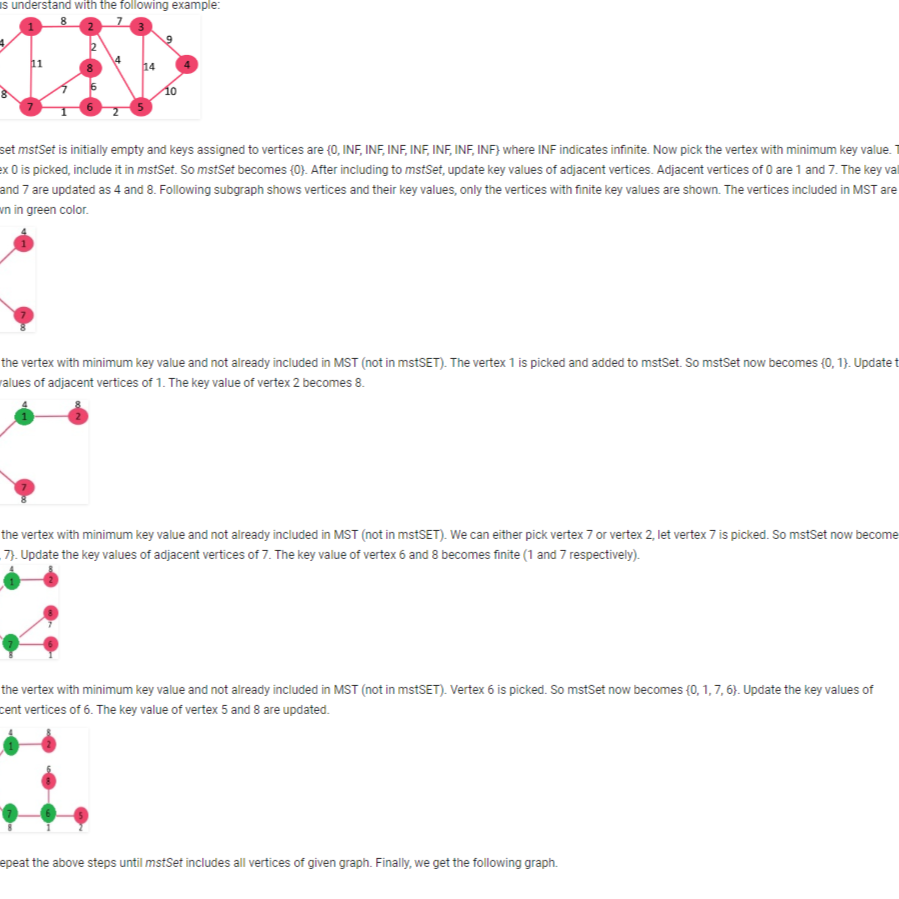 us understand with the following example:
8 7
1 2 3
4 2 9
11 8 4 14 4
8 7 6 10
7 6 5
1 2
set mstSet is initially empty and keys assigned to vertices are {0, INF, INF, INF, INF, INF, INF, INF} where INF indicates infinite. Now pick the vertex with minimum key value. T
ex 0 is picked, include it in mstSet. So mstSet becomes {0}. After including to mstSet, update key values of adjacent vertices. Adjacent vertices of 0 are 1 and 7. The key val
and 7 are updated as 4 and 8. Following subgraph shows vertices and their key values, only the vertices with finite key values are shown. The vertices included in MST are
wn in green color.
4
1
7
8
the vertex with minimum key value and not already included in MST (not in mstSET). The vertex 1 is picked and added to mstSet. So mstSet now becomes {0, 1}. Update t
values of adjacent vertices of 1. The key value of vertex 2 becomes 8.
4 8
1 2
7
8
the vertex with minimum key value and not already included in MST (not in mstSET). We can either pick vertex 7 or vertex 2, let vertex 7 is picked. So mstSet now become
, 7}. Update the key values of adjacent vertices of 7. The key value of vertex 6 and 8 becomes finite (1 and 7 respectively).
4 8
1 2
8
7
7 6
8 1
the vertex with minimum key value and not already included in MST (not in mstSET). Vertex 6 is picked. So mstSet now becomes {0, 1, 7, 6}. Update the key values of
cent vertices of 6. The key value of vertex 5 and 8 are updated.
4 8
1 2
6
8
7 6 5
8 1 2
epeat the above steps until mstSet includes all vertices of given graph. Finally, we get the following graph.